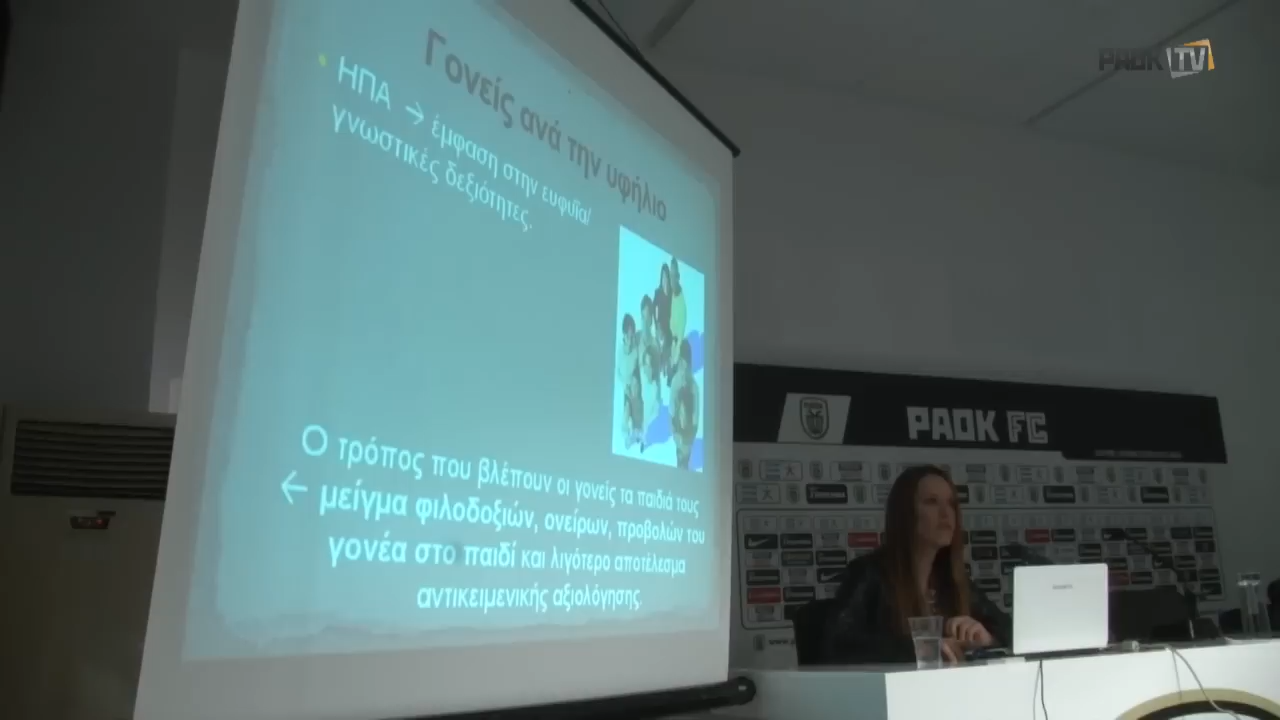 PAOK TV
Γονείς ανά την υφήλιο
ΗΠΑ → έμφαση στην ευφυΐα/
γνωστικές δεξιότητες.
Ο τρόπος που βλέπουν οι γονείς τα παιδιά τους
← μείγμα φιλοδοξιών, ονείρων, προβολών του
γονέα στο παιδί και λιγότερο αποτέλεσμα
αντικειμενικής αξιολόγησης.
PAOK FC